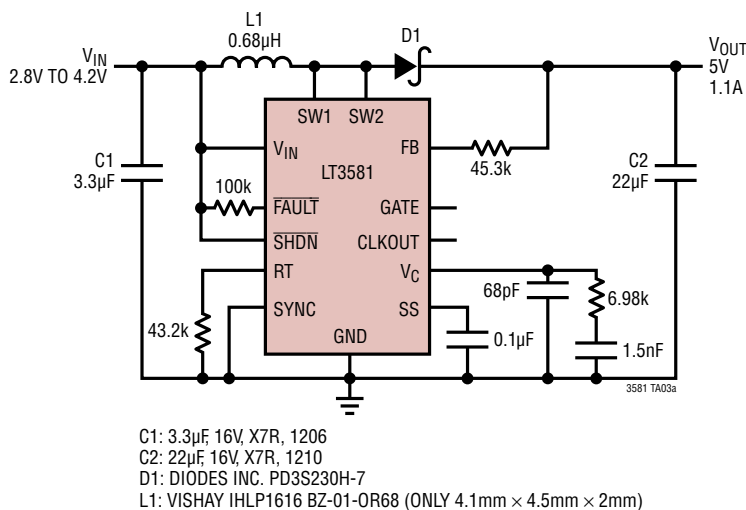 L1
0.68µH
D1
VIN
2.8V TO 4.2V
VOUT
5V
1.1A
SW1 SW2
C1
3.3µF
VIN
FB
45.3k
C2
22µF
LT3581
100k
FAULT
GATE
SHDN
CLKOUT
RT
VC
68pF
6.98k
43.2k
SYNC
SS
0.1µF
1.5nF
GND
3581 TA03a
C1: 3.3µF, 16V, X7R, 1206
C2: 22µF, 16V, X7R, 1210
D1: DIODES INC. PD3S230H-7
L1: VISHAY IHLP1616 BZ-01-OR68 (ONLY 4.1mm × 4.5mm × 2mm)